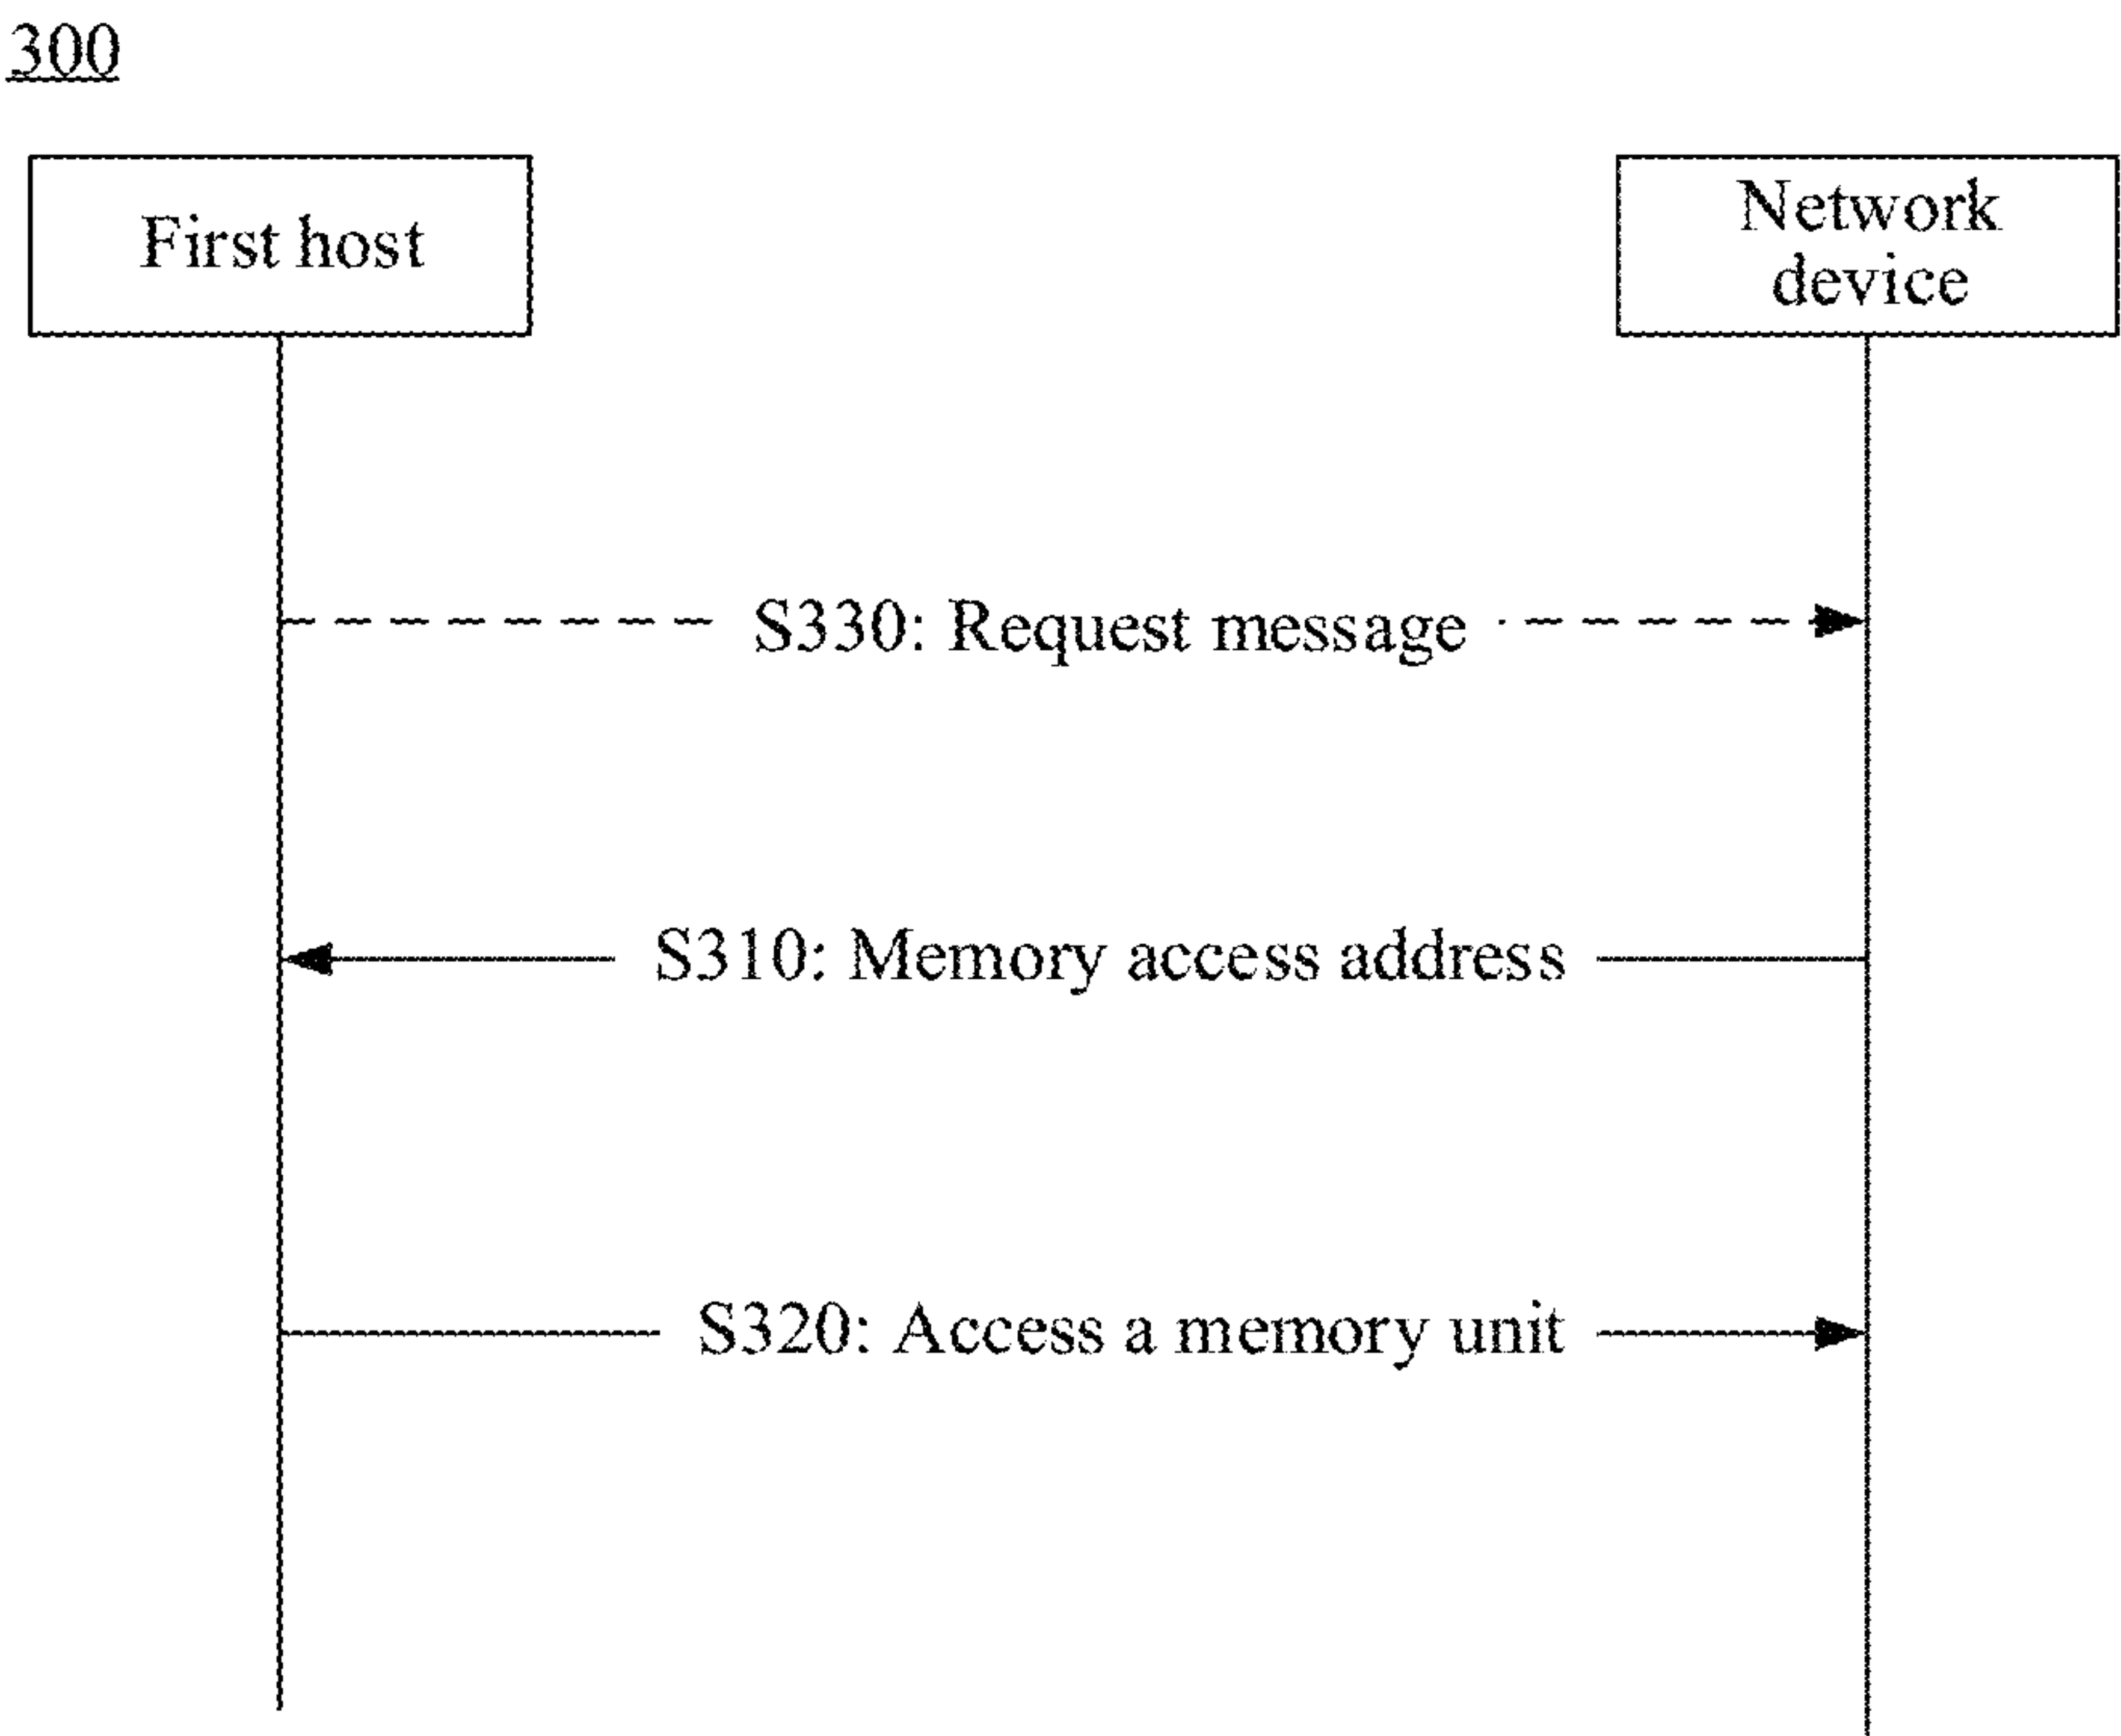 300
First host
Network
device
S330: Request message
S310: Memory access address
S320: Access a memory unit